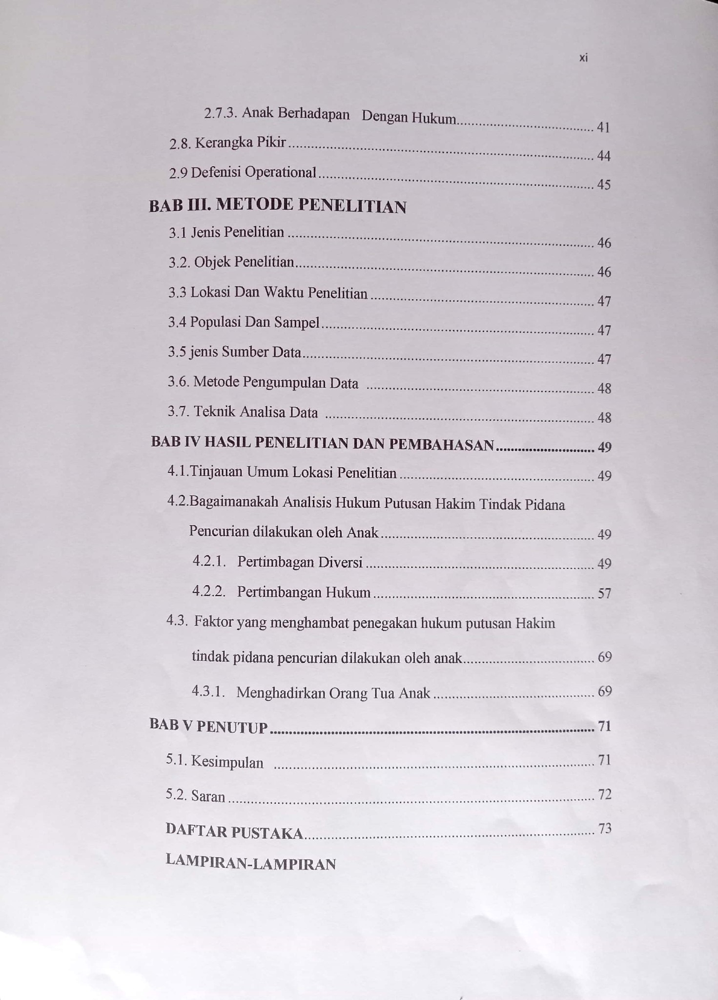 xi
2.7.3. Anak Berhadapan Dengan Hukum........................................ 41
2.8. Kerangka Pikir........................................ 44
2.9 Defenisi Operational........................................ 45
BAB III. METODE PENELITIAN
3.1 Jenis Penelitian ........................................ 46
3.2. Objek Penelitian........................................ 46
3.3 Lokasi Dan Waktu Penelitian ........................................ 47
3.4 Populasi Dan Sampel........................................ 47
3.5 jenis Sumber Data........................................ 47
3.6. Metode Pengumpulan Data ........................................ 48
3.7. Teknik Analisa Data ........................................ 48
BAB IV HASIL PENELITIAN DAN PEMBAHASAN........................................ 49
4.1.Tinjauan Umum Lokasi Penelitian ........................................ 49
4.2.Bagaimanakah Analisis Hukum Putusan Hakim Tindak Pidana
Pencurian dilakukan oleh Anak........................................ 49
4.2.1. Pertimbagan Diversi........................................ 49
4.2.2. Pertimbangan Hukum........................................ 57
4.3. Faktor yang menghambat penegakan hukum putusan Hakim
tindak pidana pencurian dilakukan oleh anak........................................ 69
4.3.1. Menghadirkan Orang Tua Anak ........................................ 69
BAB V PENUTUP........................................ 71
5.1. Kesimpulan ........................................ 71
5.2. Saran ........................................ 72
DAFTAR PUSTAKA........................................ 73
LAMPIRAN-LAMPIRAN